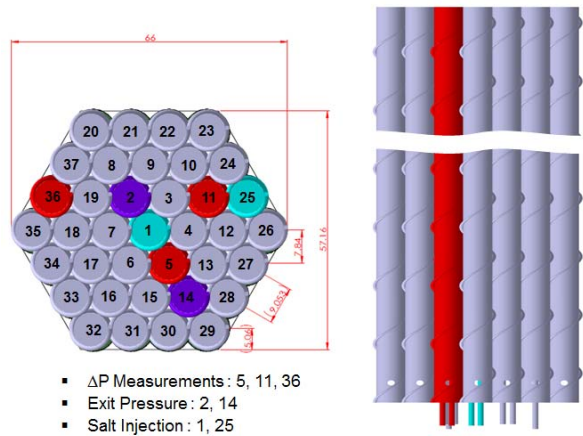 66
20 21 22 23
37 8 9 10 24
36 19 2 3 11 25
35 18 7 1 4 12 26
34 17 6 5 13 27
33 16 15 14 28
32 31 30 29
57,16
7,84
(9,053)
(5,06)
▪ ΔP Measurements : 5, 11, 36
▪ Exit Pressure : 2, 14
▪ Salt Injection : 1, 25